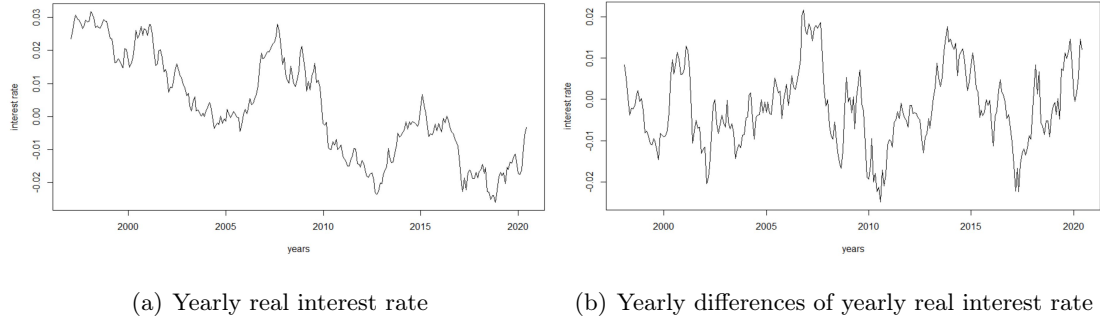 interest rate
0.03
0.02
0.01
0.00
-0.01
-0.02
2000 2005 2010 2015 2020
years
(a) Yearly real interest rate
interest rate
0.02
0.01
0.00
-0.01
-0.02
2000 2005 2010 2015 2020
years
(b) Yearly differences of yearly real interest rate